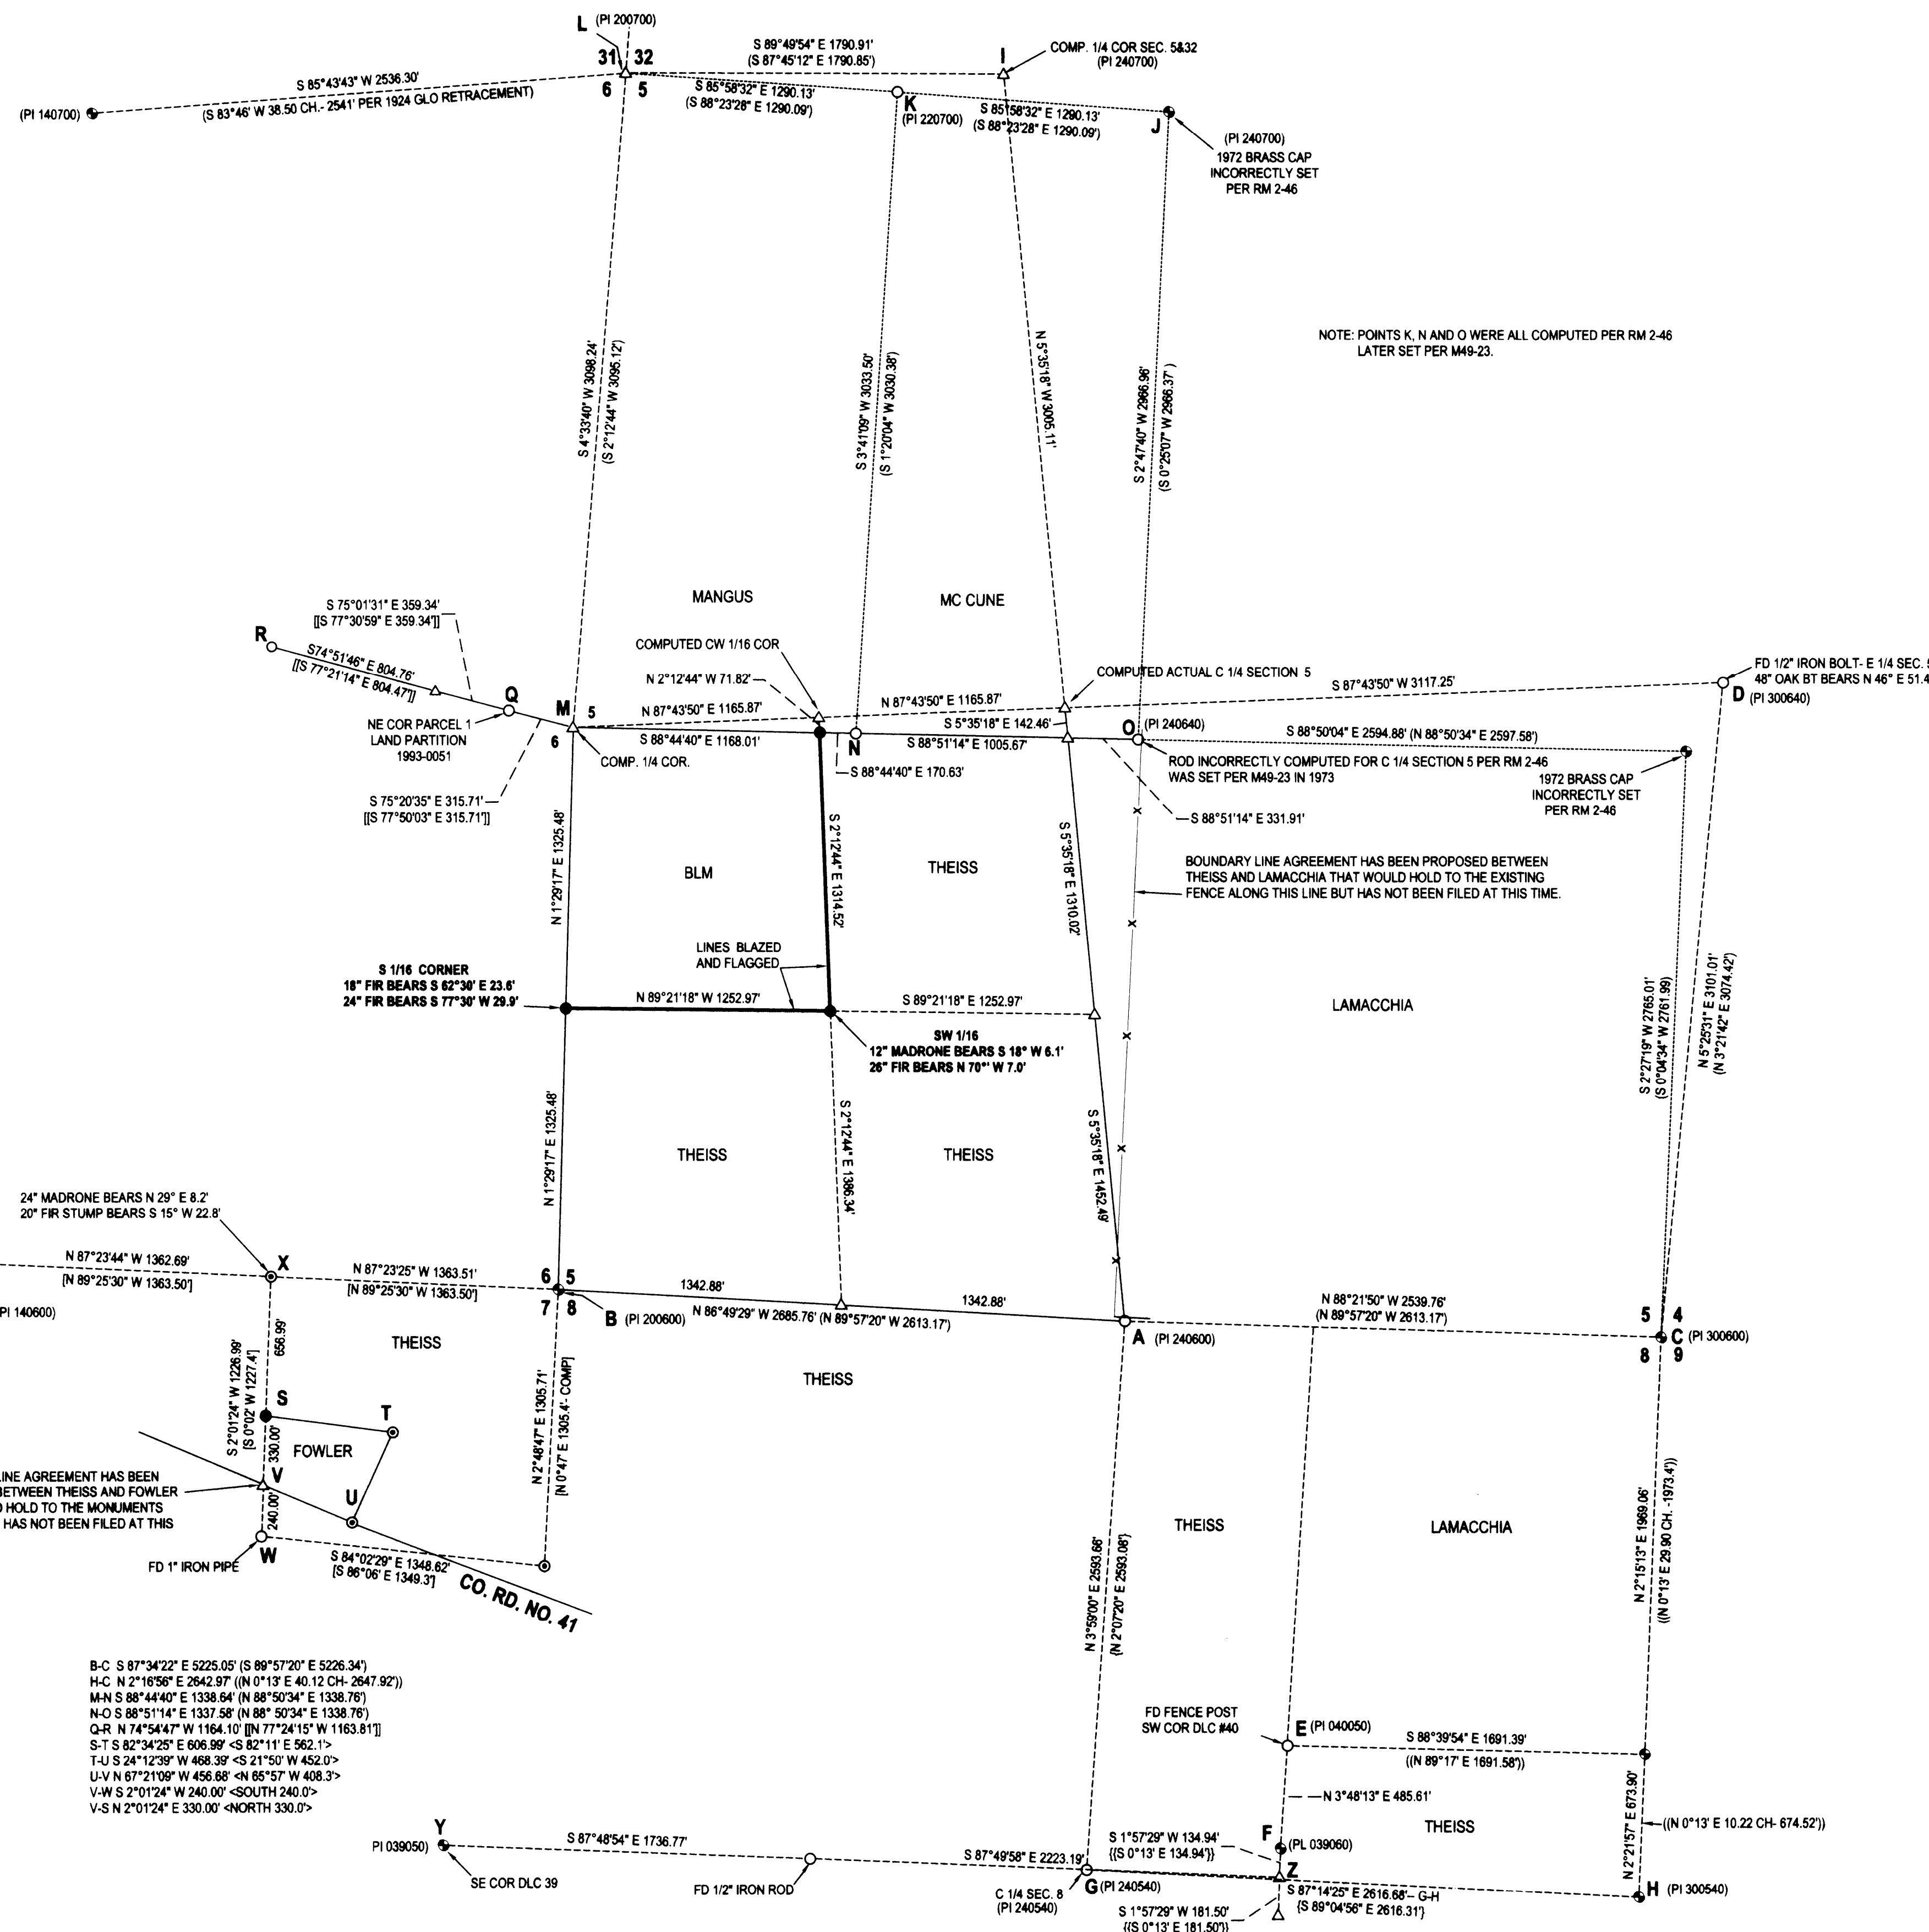 L (PI 200700)
S 89°49'54" E 1790.91'
(S 87°45'12" E 1790.85')
I
COMP. 1/4 COR SEC. 5&32
(PI 240700)
31 32
6 5
S 85°43'43" W 2536.30'
(S 83°46' W 38.50 CH.- 2541' PER 1924 GLO RETRACEMENT)
(PI 140700)
S 85°58'32" E 1290.13'
(S 88°23'28" E 1290.09')
K
(PI 220700)
S 85°58'32" E 1290.13'
(S 88°23'28" E 1290.09')
J
(PI 240700)
1972 BRASS CAP
INCORRECTLY SET
PER RM 2-46
NOTE: POINTS K, N AND O WERE ALL COMPUTED PER RM 2-46
LATER SET PER M49-23.
S 4°33'40" W 3098.24'
(S 2°12'44" W 3095.12')
S 3°41'09" W 3033.50'
(S 1°20'04" W 3030.38')
N 5°35'18" W 3005.11'
S 2°47'40" W 2966.96'
(S 0°25'07" W 2966.37')
MANGUS
MC CUNE
S 75°01'31" E 359.34'
[[S 77°30'59" E 359.34']]
R
S74°51'46" E 804.76'
[[S 77°21'14" E 804.47']]
COMPUTED CW 1/16 COR
N 2°12'44" W 71.82'
COMPUTED ACTUAL C 1/4 SECTION 5
S 87°43'50" W 3117.25'
FD 1/2" IRON BOLT- E 1/4 SEC. 5
48" OAK BT BEARS N 46° E 51.4
D (PI 300640)
Q
NE COR PARCEL 1
LAND PARTITION
1993-0051
M 5
6
COMP. 1/4 COR.
N 87°43'50" E 1165.87'
N 87°43'50" E 1165.87'
S 88°44'40" E 1168.01'
N
S 5°35'18" E 142.46'
S 88°51'14" E 1005.67'
O (PI 240640)
S 88°50'04" E 2594.88' (N 88°50'34" E 2597.58')
S 88°44'40" E 170.63'
ROD INCORRECTLY COMPUTED FOR C 1/4 SECTION 5 PER RM 2-46
WAS SET PER M49-23 IN 1973
1972 BRASS CAP
INCORRECTLY SET
PER RM 2-46
S 75°20'35" E 315.71'
[[S 77°50'03" E 315.71']]
S 88°51'14" E 331.91'
N 1°29'17" E 1325.48'
S 2°12'44" E 1314.52'
S 5°35'18" E 1310.02'
BLM
THEISS
BOUNDARY LINE AGREEMENT HAS BEEN PROPOSED BETWEEN
THEISS AND LAMACCHIA THAT WOULD HOLD TO THE EXISTING
FENCE ALONG THIS LINE BUT HAS NOT BEEN FILED AT THIS TIME.
LINES BLAZED
AND FLAGGED
S 1/16 CORNER
18" FIR BEARS S 62°30' E 23.6'
24" FIR BEARS S 77°30' W 29.9'
N 89°21'18" W 1252.97'
S 89°21'18" E 1252.97'
LAMACCHIA
SW 1/16
12" MADRONE BEARS S 18° W 6.1'
26" FIR BEARS N 70°' W 7.0'
S 2°27'19" W 2765.01'
(S 0°04'34" W 2761.99)
N 5°25'31" E 3101.01'
(N 3°21'42" E 3074.42')
N 1°29'17" E 1325.48'
S 2°12'44" E 1386.34'
S 5°35'18" E 1452.49'
THEISS
THEISS
24" MADRONE BEARS N 29° E 8.2'
20" FIR STUMP BEARS S 15° W 22.8'
N 87°23'44" W 1362.69'
[N 89°25'30" W 1363.50']
X
N 87°23'25" W 1363.51'
[N 89°25'30" W 1363.50']
PI 140600)
6 5
7 8
B (PI 200600)
1342.88'
1342.88'
N 86°49'29" W 2685.76' (N 89°57'20" W 2613.17')
A (PI 240600)
N 88°21'50" W 2539.76'
(N 89°57'20" W 2613.17')
5 4
C (PI 300600)
8 9
THEISS
THEISS
656.99'
S 2°01'24" W 1226.99'
[S 0°02' W 1227.4']
S
T
FOWLER
330.00'
V
U
240.00'
W
LINE AGREEMENT HAS BEEN
BETWEEN THEISS AND FOWLER
HOLD TO THE MONUMENTS
HAS NOT BEEN FILED AT THIS
FD 1" IRON PIPE
S 84°02'29" E 1348.62'
[S 86°06' E 1349.3']
CO. RD. NO. 41
N 2°48'47" E 1305.71'
[N 0°47' E 1305.4'- COMP]
THEISS
LAMACCHIA
N 3°59'00" E 2593.66'
{N 2°07'20" E 2593.08'}
N 2°15'13" E 1969.06'
((N 0°13' E 29.90 CH. -1973.4'))
B-C S 87°34'22" E 5225.05' (S 89°57'20" E 5226.34')
H-C N 2°16'56" E 2642.97' ((N 0°13' E 40.12 CH- 2647.92'))
M-N S 88°44'40" E 1338.64' (N 88°50'34" E 1338.76')
N-O S 88°51'14" E 1337.58' (N 88° 50'34" E 1338.76')
Q-R N 74°54'47" W 1164.10' [[N 77°24'15" W 1163.81']]
S-T S 82°34'25" E 606.99' <S 82°11' E 562.1'>
T-U S 24°12'39" W 468.39' <S 21°50' W 452.0'>
U-V N 67°21'09" W 456.68' <N 65°57' W 408.3'>
V-W S 2°01'24" W 240.00' <SOUTH 240.0'>
V-S N 2°01'24" E 330.00' <NORTH 330.0'>
FD FENCE POST
SW COR DLC #40
E (PI 040050)
S 88°39'54" E 1691.39'
((N 89°17' E 1691.58'))
N 3°48'13" E 485.61'
THEISS
N 2°21'57" E 673.90'
((N 0°13' E 10.22 CH- 674.52'))
Y
PI 039050)
SE COR DLC 39
S 87°48'54" E 1736.77'
FD 1/2" IRON ROD
S 87°49'58" E 2223.19'
S 1°57'29" W 134.94'
{{S 0°13' E 134.94'}}
F (PL 039060)
Z
C 1/4 SEC. 8
(PI 240540)
G (PI 240540)
S 87°14'25" E 2616.68'– G-H
{S 89°04'56" E 2616.31'}
H (PI 300540)
S 1°57'29" W 181.50'
{{S 0°13' E 181.50'}}